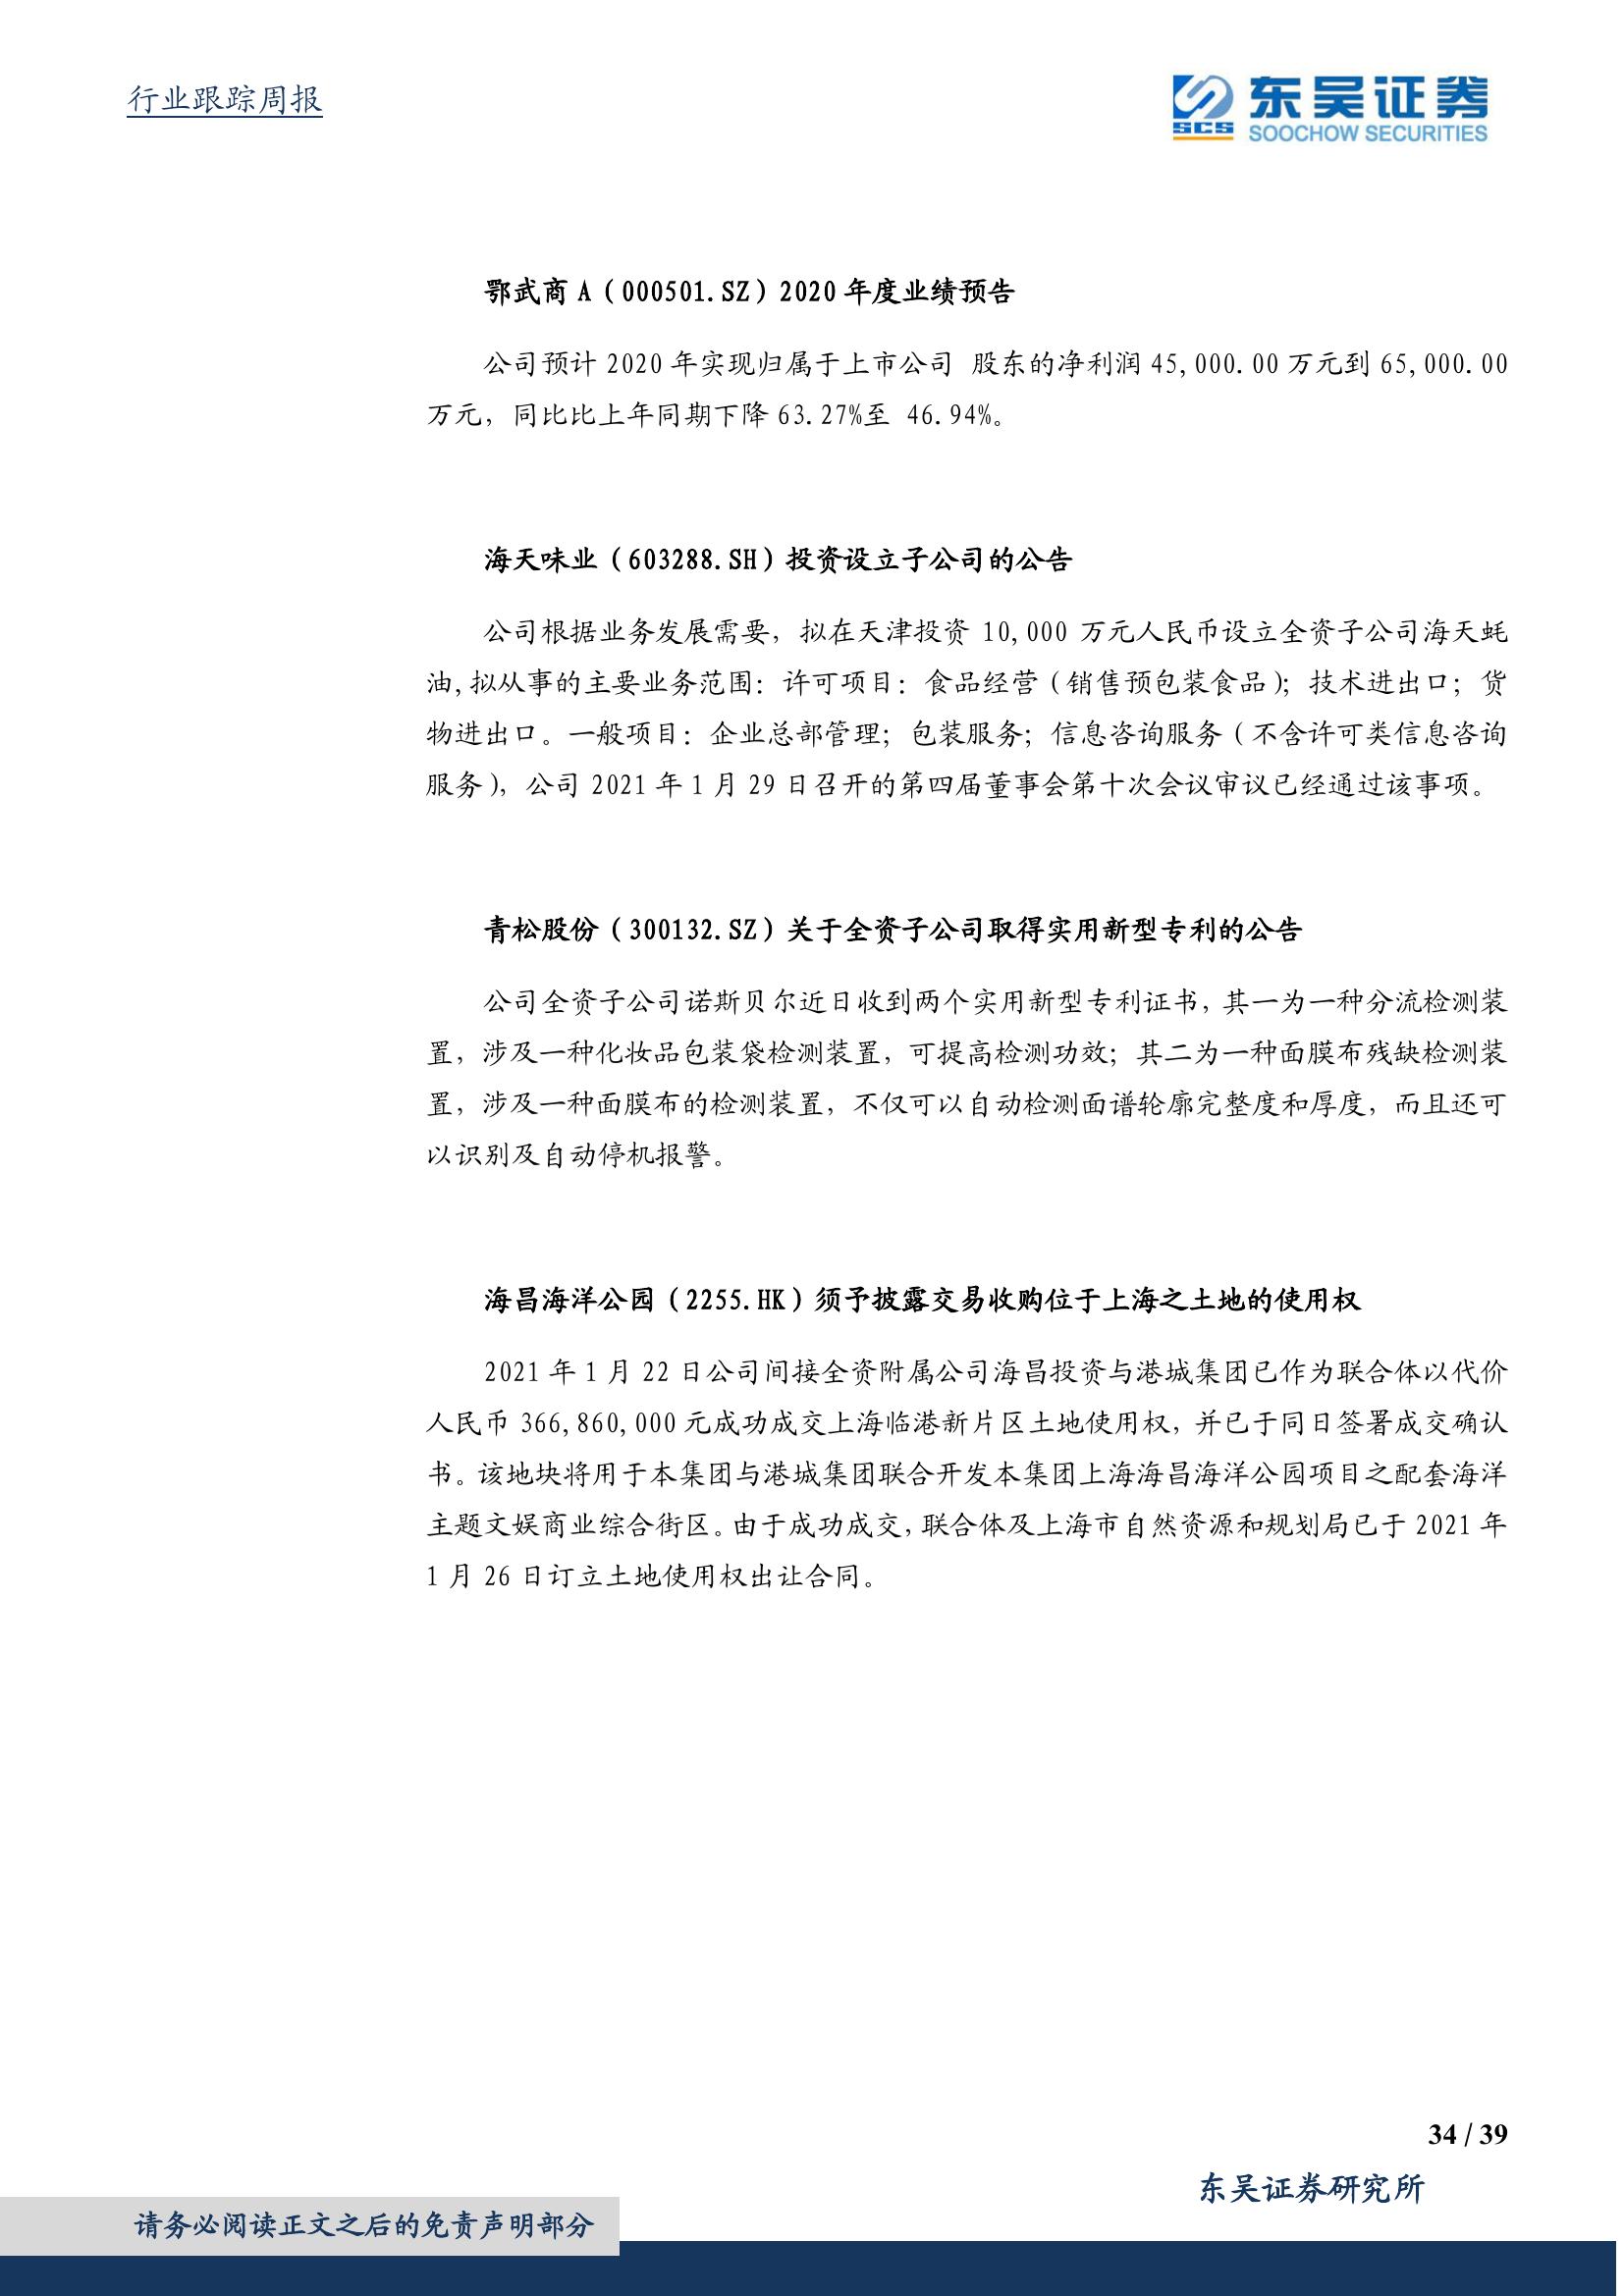 行业跟踪周报
SCS
东吴证券
SOOCHOW SECURITIES
鄂武商 A（000501.SZ）2020 年度业绩预告
公司预计 2020 年实现归属于上市公司 股东的净利润 45,000.00 万元到 65,000.00
万元，同比比上年同期下降 63.27%至 46.94%。
海天味业（603288.SH）投资设立子公司的公告
公司根据业务发展需要，拟在天津投资 10,000 万元人民币设立全资子公司海天蚝
油,拟从事的主要业务范围：许可项目：食品经营（销售预包装食品）；技术进出口；货
物进出口。一般项目：企业总部管理；包装服务；信息咨询服务（不含许可类信息咨询
服务），公司 2021 年 1 月 29 日召开的第四届董事会第十次会议审议已经通过该事项。
青松股份（300132.SZ）关于全资子公司取得实用新型专利的公告
公司全资子公司诺斯贝尔近日收到两个实用新型专利证书，其一为一种分流检测装
置，涉及一种化妆品包装袋检测装置，可提高检测功效；其二为一种面膜布残缺检测装
置，涉及一种面膜布的检测装置，不仅可以自动检测面谱轮廓完整度和厚度，而且还可
以识别及自动停机报警。
海昌海洋公园（2255.HK）须予披露交易收购位于上海之土地的使用权
2021 年 1 月 22 日公司间接全资附属公司海昌投资与港城集团已作为联合体以代价
人民币 366,860,000 元成功成交上海临港新片区土地使用权，并已于同日签署成交确认
书。该地块将用于本集团与港城集团联合开发本集团上海海昌海洋公园项目之配套海洋
主题文娱商业综合街区。由于成功成交，联合体及上海市自然资源和规划局已于 2021 年
1 月 26 日订立土地使用权出让合同。
34 / 39
东吴证券研究所
请务必阅读正文之后的免责声明部分